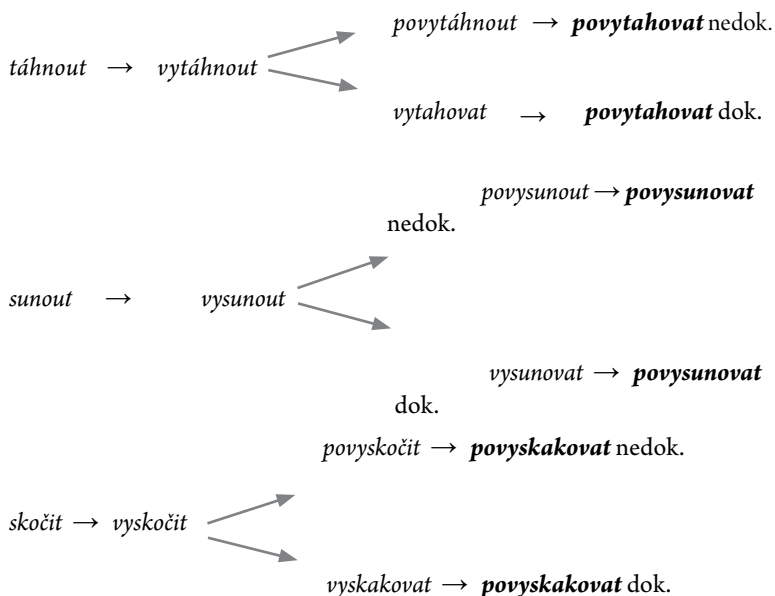 povytáhnout → povytahovat nedok.
táhnout → vytáhnout
vytahovat → povytahovat dok.
povysunout → povysunovat
nedok.
sunout → vysunout
vysunovat → povysunovat
dok.
povyskočit → povyskakovat nedok.
skočit → vyskočit
vyskakovat → povyskakovat dok.